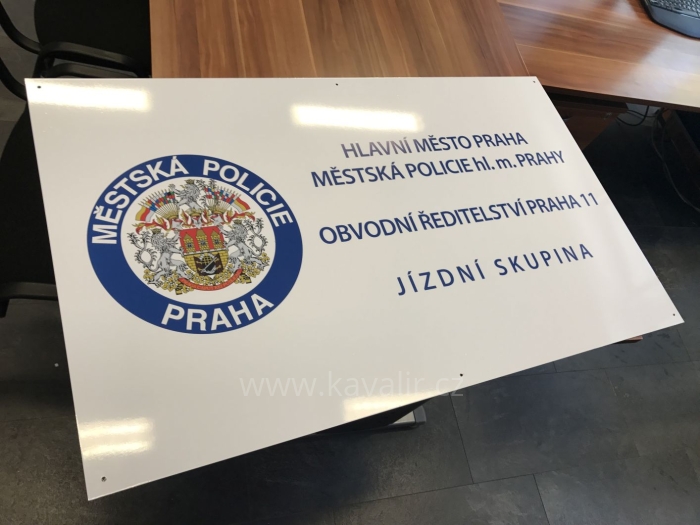 MĚSTSKÁ POLICIE
PRAHA
HLAVNÍ MĚSTO PRAHA
MĚSTSKÁ POLICIE hl. m. PRAHY
OBVODNÍ ŘEDITELSTVÍ PRAHA 11
JÍZDNÍ SKUPINA
www.kavalir.cz